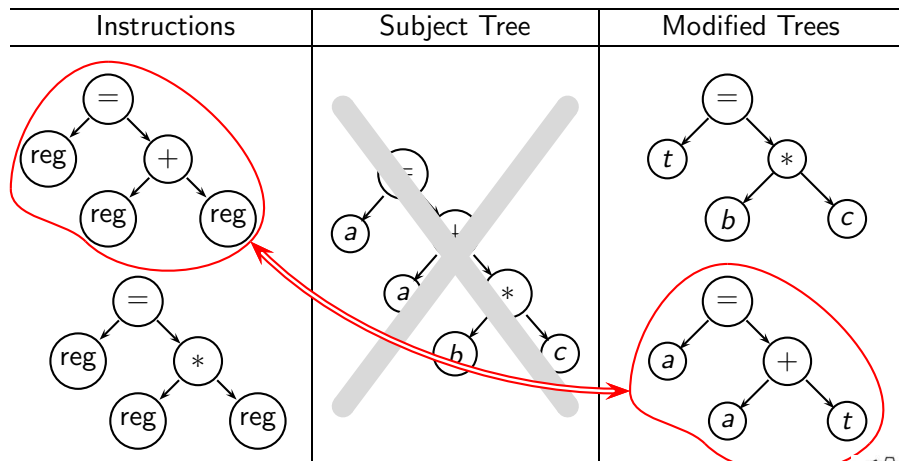 Instructions Subject Tree Modified Trees
= =
reg + t *
= 
reg reg a + b c
= a * =
reg * b c a +
reg reg a t